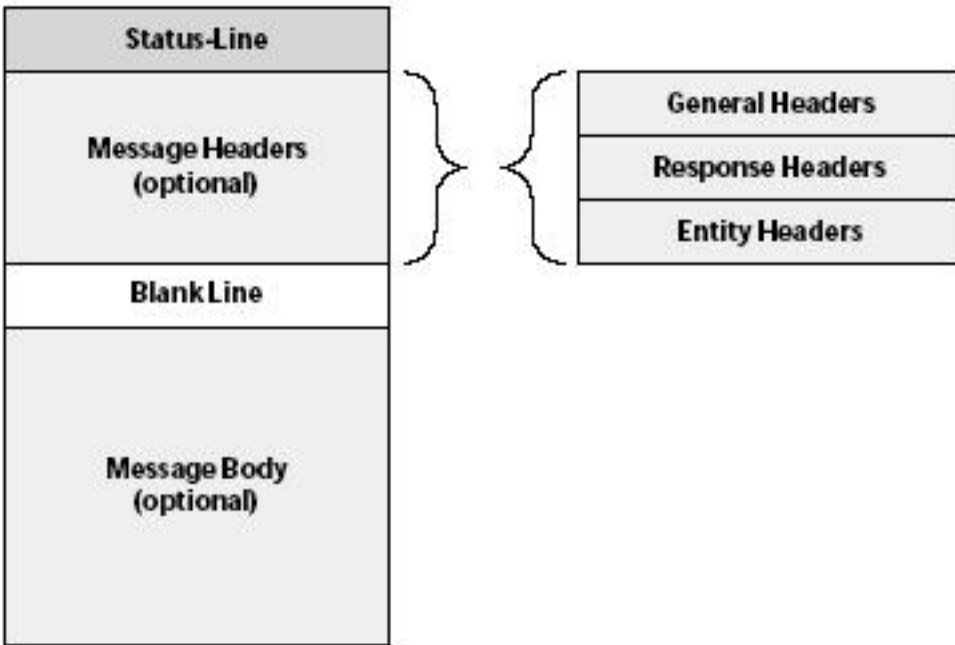 Status-Line
Message Headers
(optional)
General Headers
Response Headers
Entity Headers
Blank Line
Message Body
(optional)